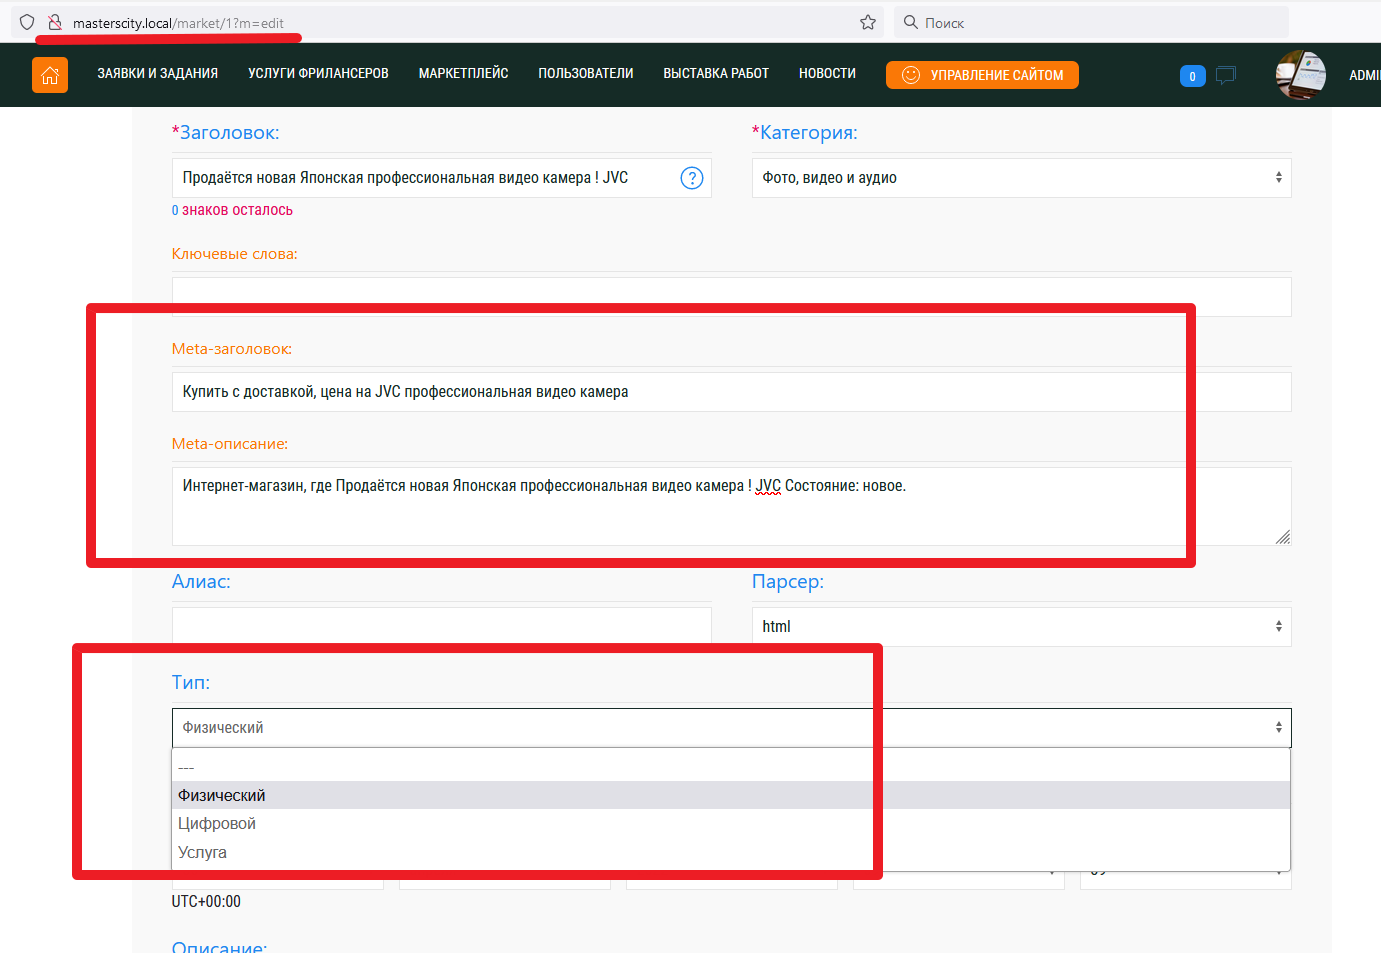 masterscity.local/market/1?m=edit
Поиск
ЗАЯВКИ И ЗАДАНИЯ
УСЛУГИ ФРИЛАНСЕРОВ
МАРКЕТПЛЕЙС
ПОЛЬЗОВАТЕЛИ
ВЫСТАВКА РАБОТ
НОВОСТИ
УПРАВЛЕНИЕ САЙТОМ
0
ADMI
*Заголовок:
*Категория:
Продаётся новая Японская профессиональная видео камера ! JVC
?
Фото, видео и аудио
0 знаков осталось
Ключевые слова:
Meta-заголовок:
Купить с доставкой, цена на JVC профессиональная видео камера
Meta-описание:
Интернет-магазин, где Продаётся новая Японская профессиональная видео камера ! JVC Состояние: новое.
Алиас:
Парсер:
html
Тип:
Физический
---
Физический
Цифровой
Услуга
UTC+00:00
Описание: